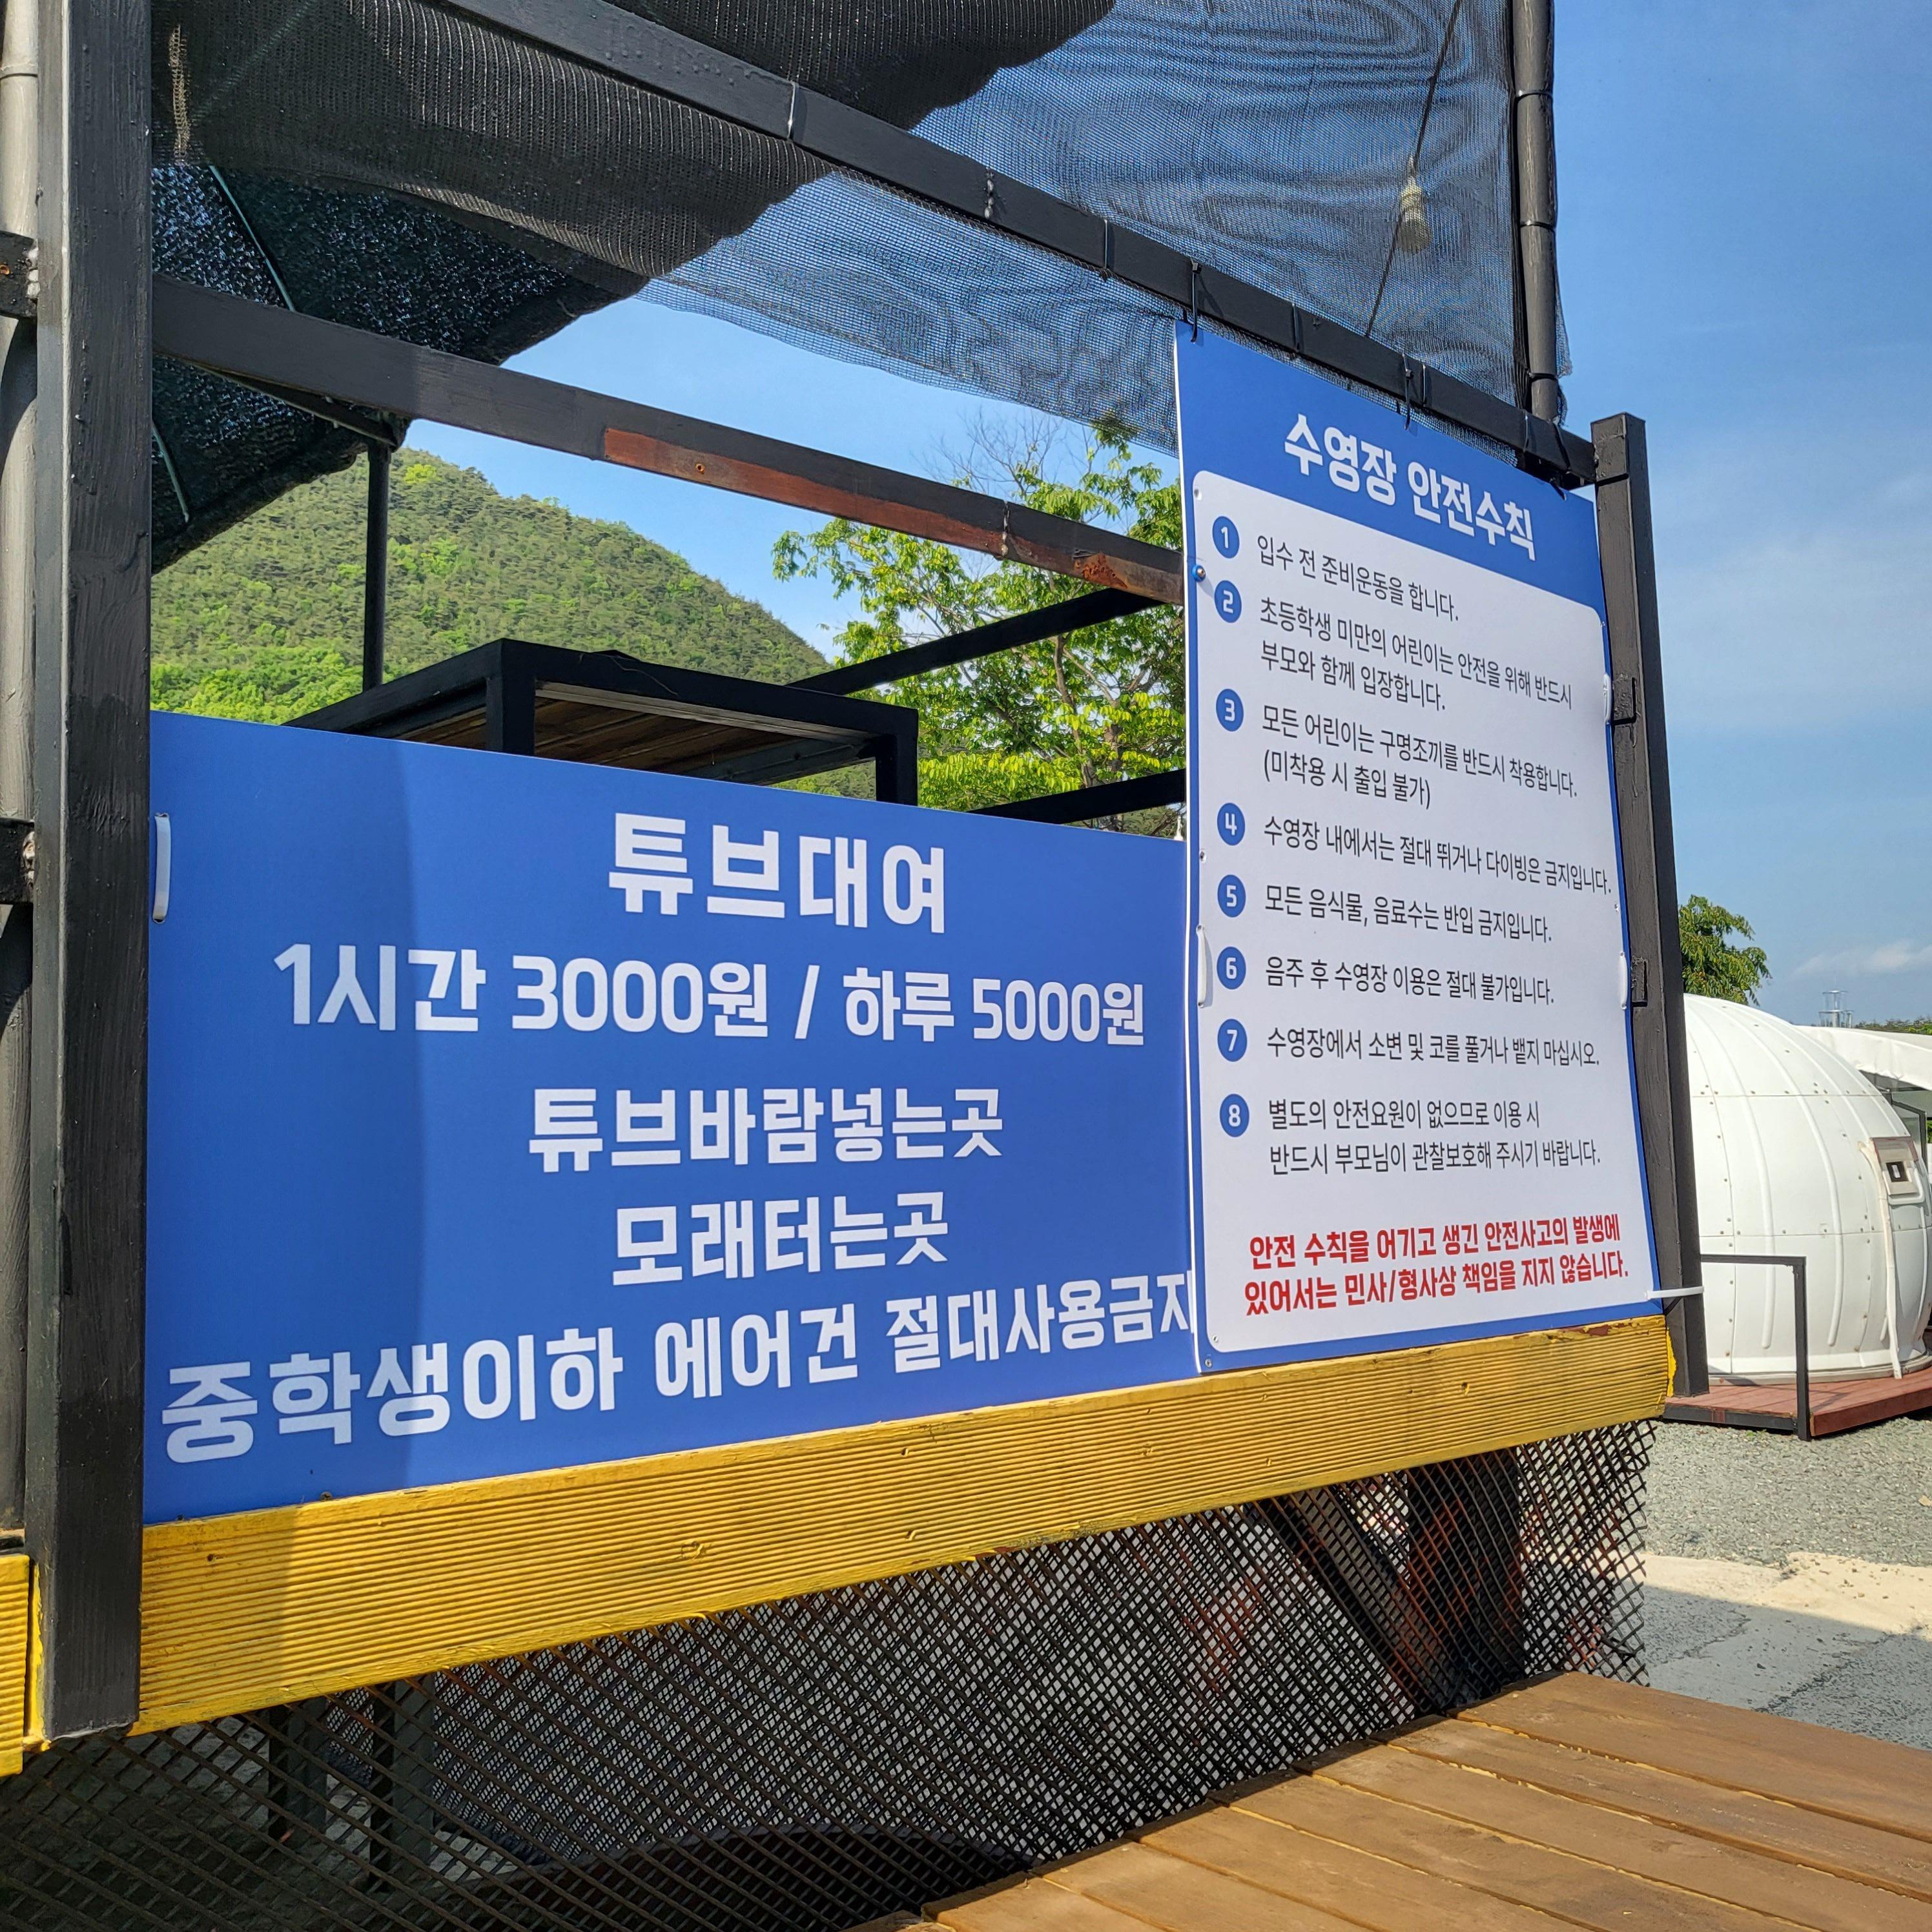 튜브대여
1시간 3000원 / 하루 5000원
튜브바람넣는곳
모래터는곳
중학생이하 에어건 절대사용금지
수영장 안전수칙
1 입수 전 준비운동을 합니다.
2 초등학생 미만의 어린이는 안전을 위해 반드시
부모와 함께 입장합니다.
3 모든 어린이는 구명조끼를 반드시 착용합니다.
(미착용 시 출입 불가)
4 수영장 내에서는 절대 뛰거나 다이빙은 금지입니다.
5 모든 음식물, 음료수는 반입 금지입니다.
6 음주 후 수영장 이용은 절대 불가입니다.
7 수영장에서 소변 및 코를 풀거나 뱉지 마십시오.
8 별도의 안전요원이 없으므로 이용 시
반드시 부모님이 관찰보호해 주시기 바랍니다.
안전 수칙을 어기고 생긴 안전사고의 발생에
있어서는 민사/형사상 책임을 지지 않습니다.